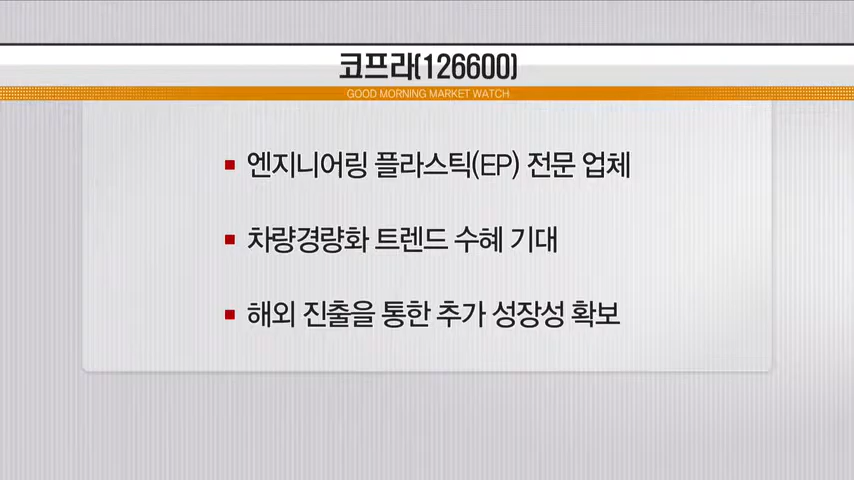 코프라(126600)
GOOD MORNING MARKET WATCH
엔지니어링 플라스틱(EP) 전문 업체
차량경량화 트렌드 수혜 기대
해외 진출을 통한 추가 성장성 확보